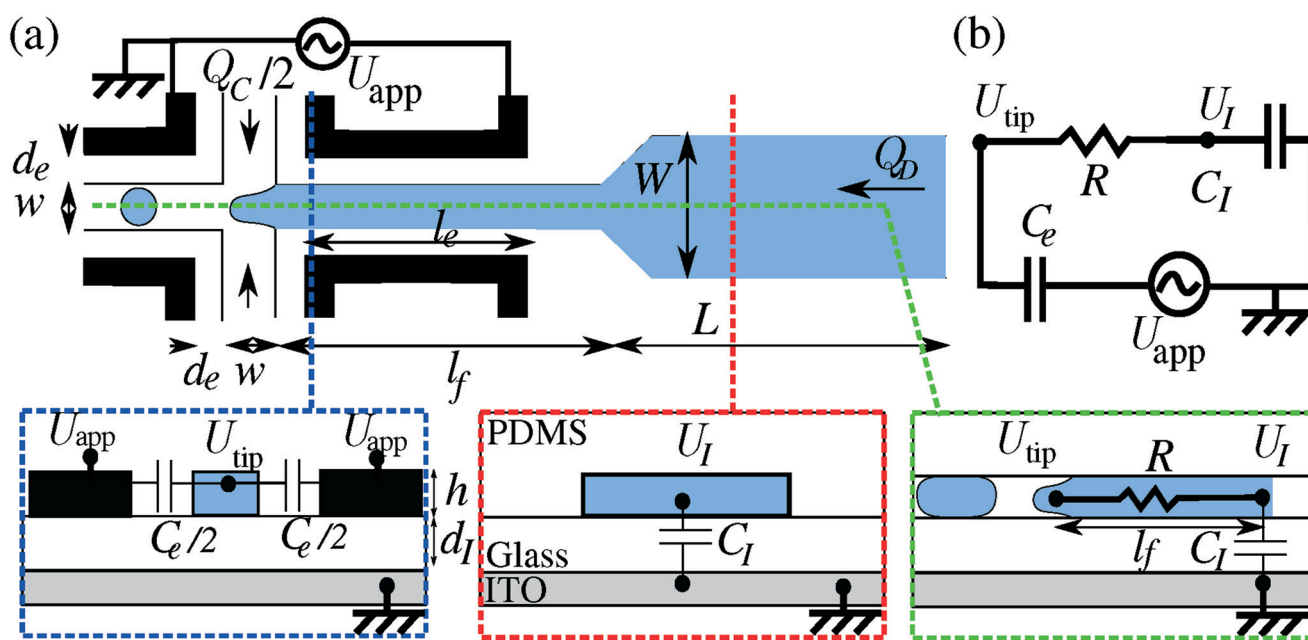 (a)
Q_C/2
U_app
d_e
w
W
Q_D
l_e
d_e
w
l_f
L
(b)
U_tip
U_I
R
C_I
C_e
U_app
U_app
U_tip
U_app
C_e/2
C_e/2
h
d_I
PDMS
U_I
C_I
Glass
ITO
U_tip
R
U_I
l_f
C_I